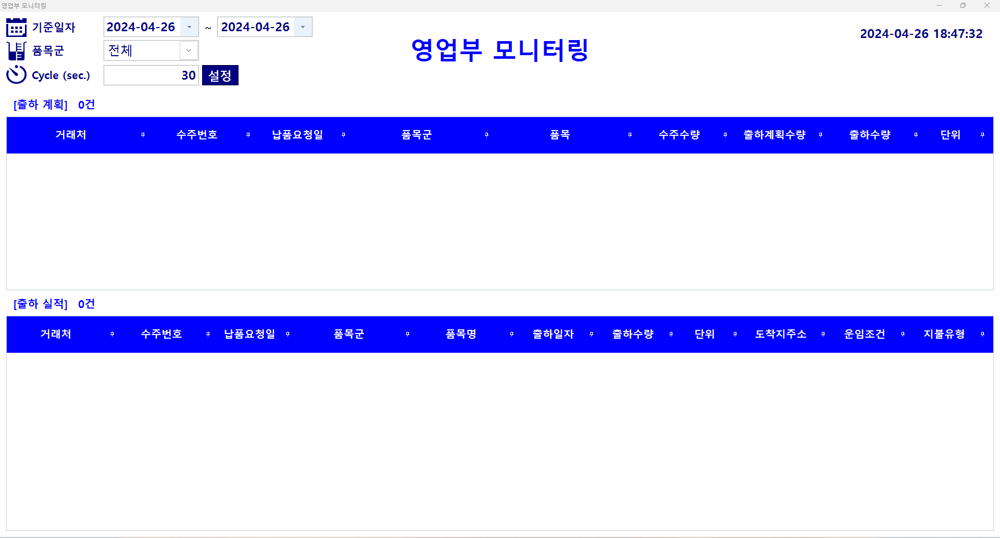 영업부 모니터링
기준일자 2024-04-26 ~ 2024-04-26
2024-04-26 18:47:32
영업부 모니터링
품목군 전체
Cycle (sec.) 30 설정
[출하 계획] 0건
거래처 수주번호 납품요청일 품목군 품목 수주수량 출하계획수량 출하수량 단위
[출하 실적] 0건
거래처 수주번호 납품요청일 품목군 품목명 출하일자 출하수량 단위 도착지주소 운임조건 지불유형